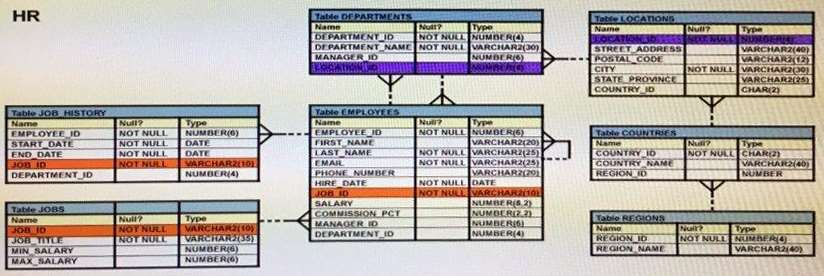 HR
Table DEPARTMENTS
Name Null? Type
DEPARTMENT_ID NOT NULL NUMBER(4)
DEPARTMENT_NAME NOT NULL VARCHAR2(30)
MANAGER_ID NUMBER(6)
LOCATION_ID NUMBER(6)
Table LOCATIONS
Name Null? Type
LOCATION_ID NOT NULL NUMBER(4)
STREET_ADDRESS VARCHAR2(40)
POSTAL_CODE VARCHAR2(12)
CITY NOT NULL VARCHAR2(30)
STATE_PROVINCE VARCHAR2(25)
COUNTRY_ID CHAR(2)
Table JOB_HISTORY
Name Null? Type
EMPLOYEE_ID NOT NULL NUMBER(6)
START_DATE NOT NULL DATE
END_DATE NOT NULL DATE
JOB_ID NOT NULL VARCHAR2(10)
DEPARTMENT_ID NUMBER(4)
Table EMPLOYEES
Name Null? Type
EMPLOYEE_ID NOT NULL NUMBER(6)
FIRST_NAME VARCHAR2(20)
LAST_NAME NOT NULL VARCHAR2(25)
EMAIL NOT NULL VARCHAR2(25)
PHONE_NUMBER VARCHAR2(20)
HIRE_DATE NOT NULL DATE
JOB_ID NOT NULL VARCHAR2(10)
SALARY NUMBER(8,2)
COMMISSION_PCT NUMBER(2,2)
MANAGER_ID NUMBER(6)
DEPARTMENT_ID NUMBER(4)
Table COUNTRIES
Name Null? Type
COUNTRY_ID NOT NULL CHAR(2)
COUNTRY_NAME VARCHAR2(40)
REGION_ID NUMBER
Table JOBS
Name Null? Type
JOB_ID NOT NULL VARCHAR2(10)
JOB_TITLE NOT NULL VARCHAR2(35)
MIN_SALARY NUMBER(6)
MAX_SALARY NUMBER(6)
Table REGIONS
Name Null? Type
REGION_ID NOT NULL NUMBER(4)
REGION_NAME VARCHAR2(40)